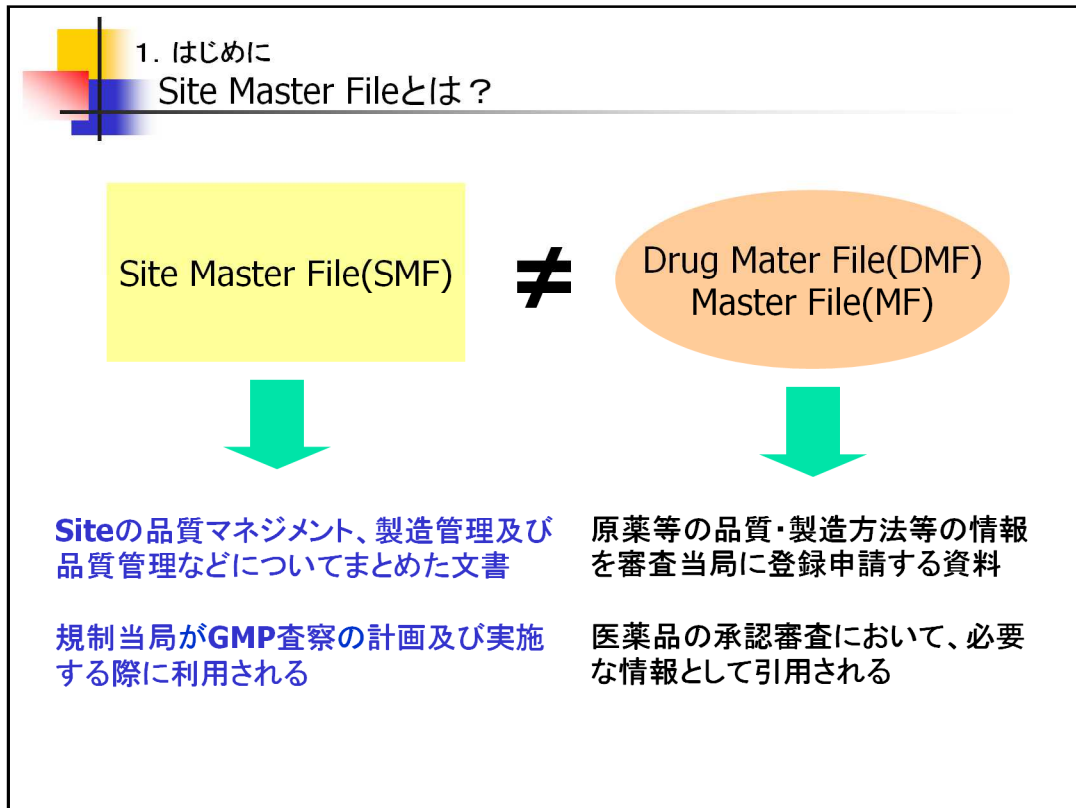 1. はじめに
Site Master Fileとは？
Site Master File(SMF)
≠
Drug Mater File(DMF)
Master File(MF)
Siteの品質マネジメント、製造管理及び
品質管理などについてまとめた文書
規制当局がGMP査察の計画及び実施
する際に利用される
原薬等の品質・製造方法等の情報
を審査当局に登録申請する資料
医薬品の承認審査において、必要
な情報として引用される